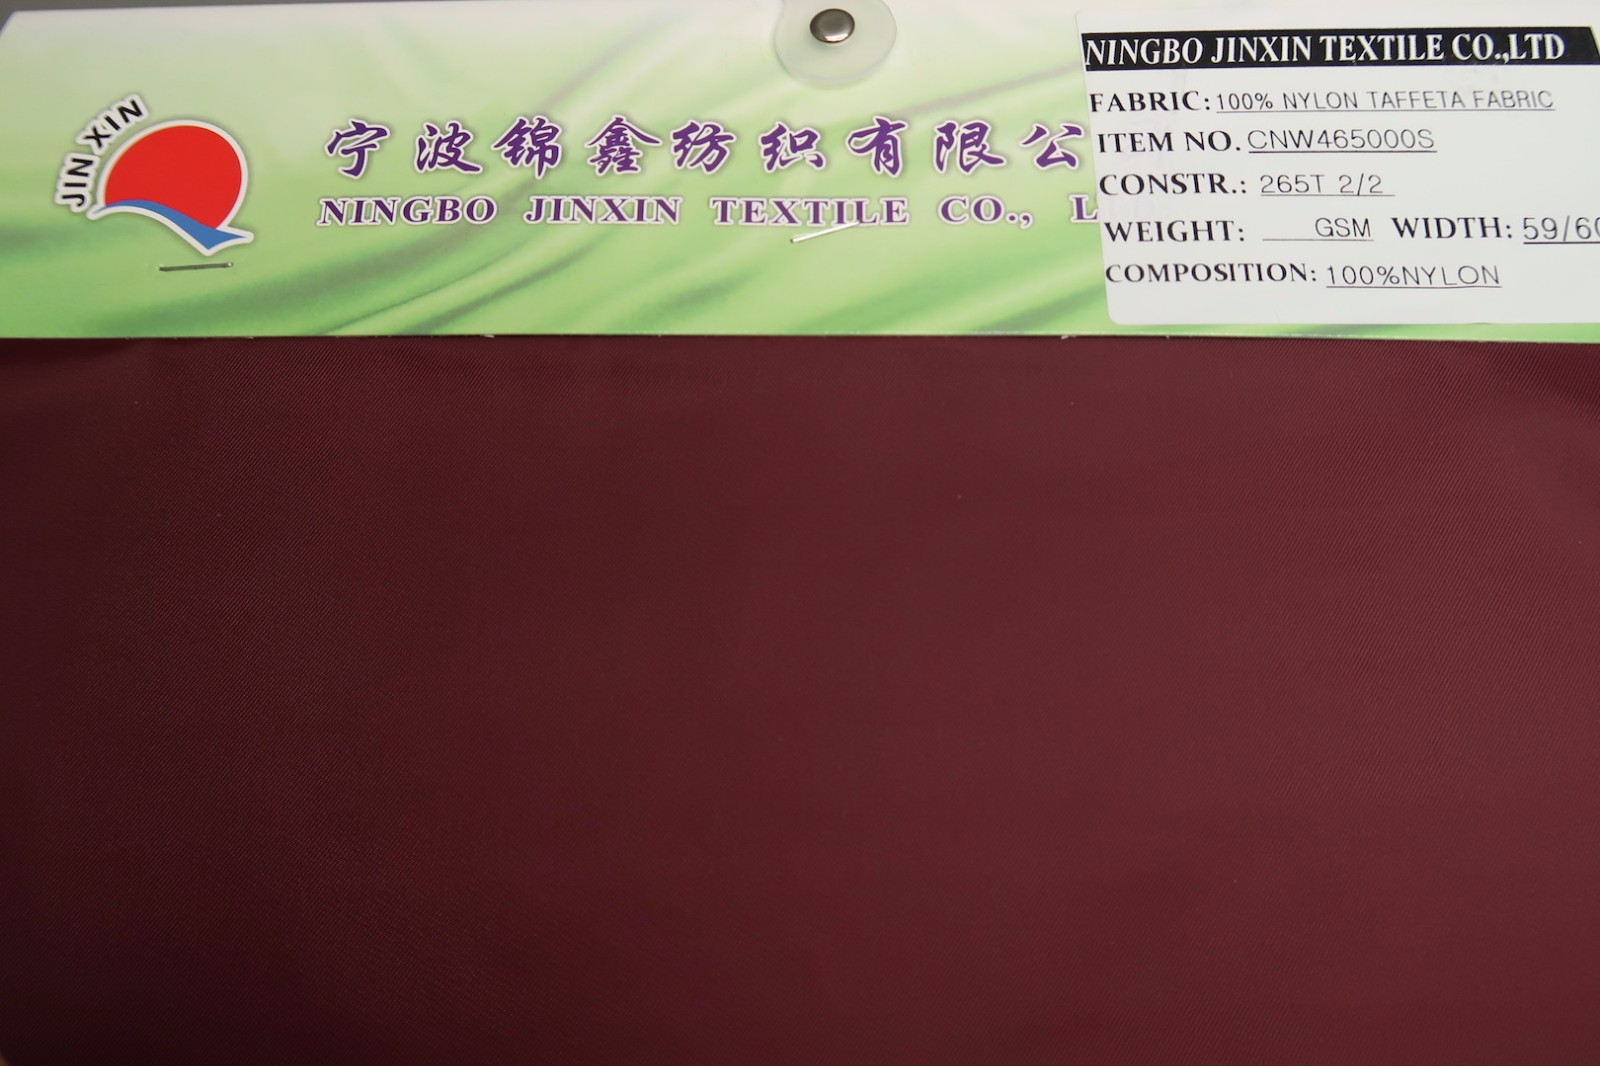 JIN XIN
宁波锦鑫纺织有限公
NINGBO JINXIN TEXTILE CO., L
NINGBO JINXIN TEXTILE CO.,LTD
FABRIC: 100% NYLON TAFFETA FABRIC
ITEM NO. CNW465000S
CONSTR.: 265T 2/2
WEIGHT: ___ GSM WIDTH: 59/60
COMPOSITION: 100%NYLON